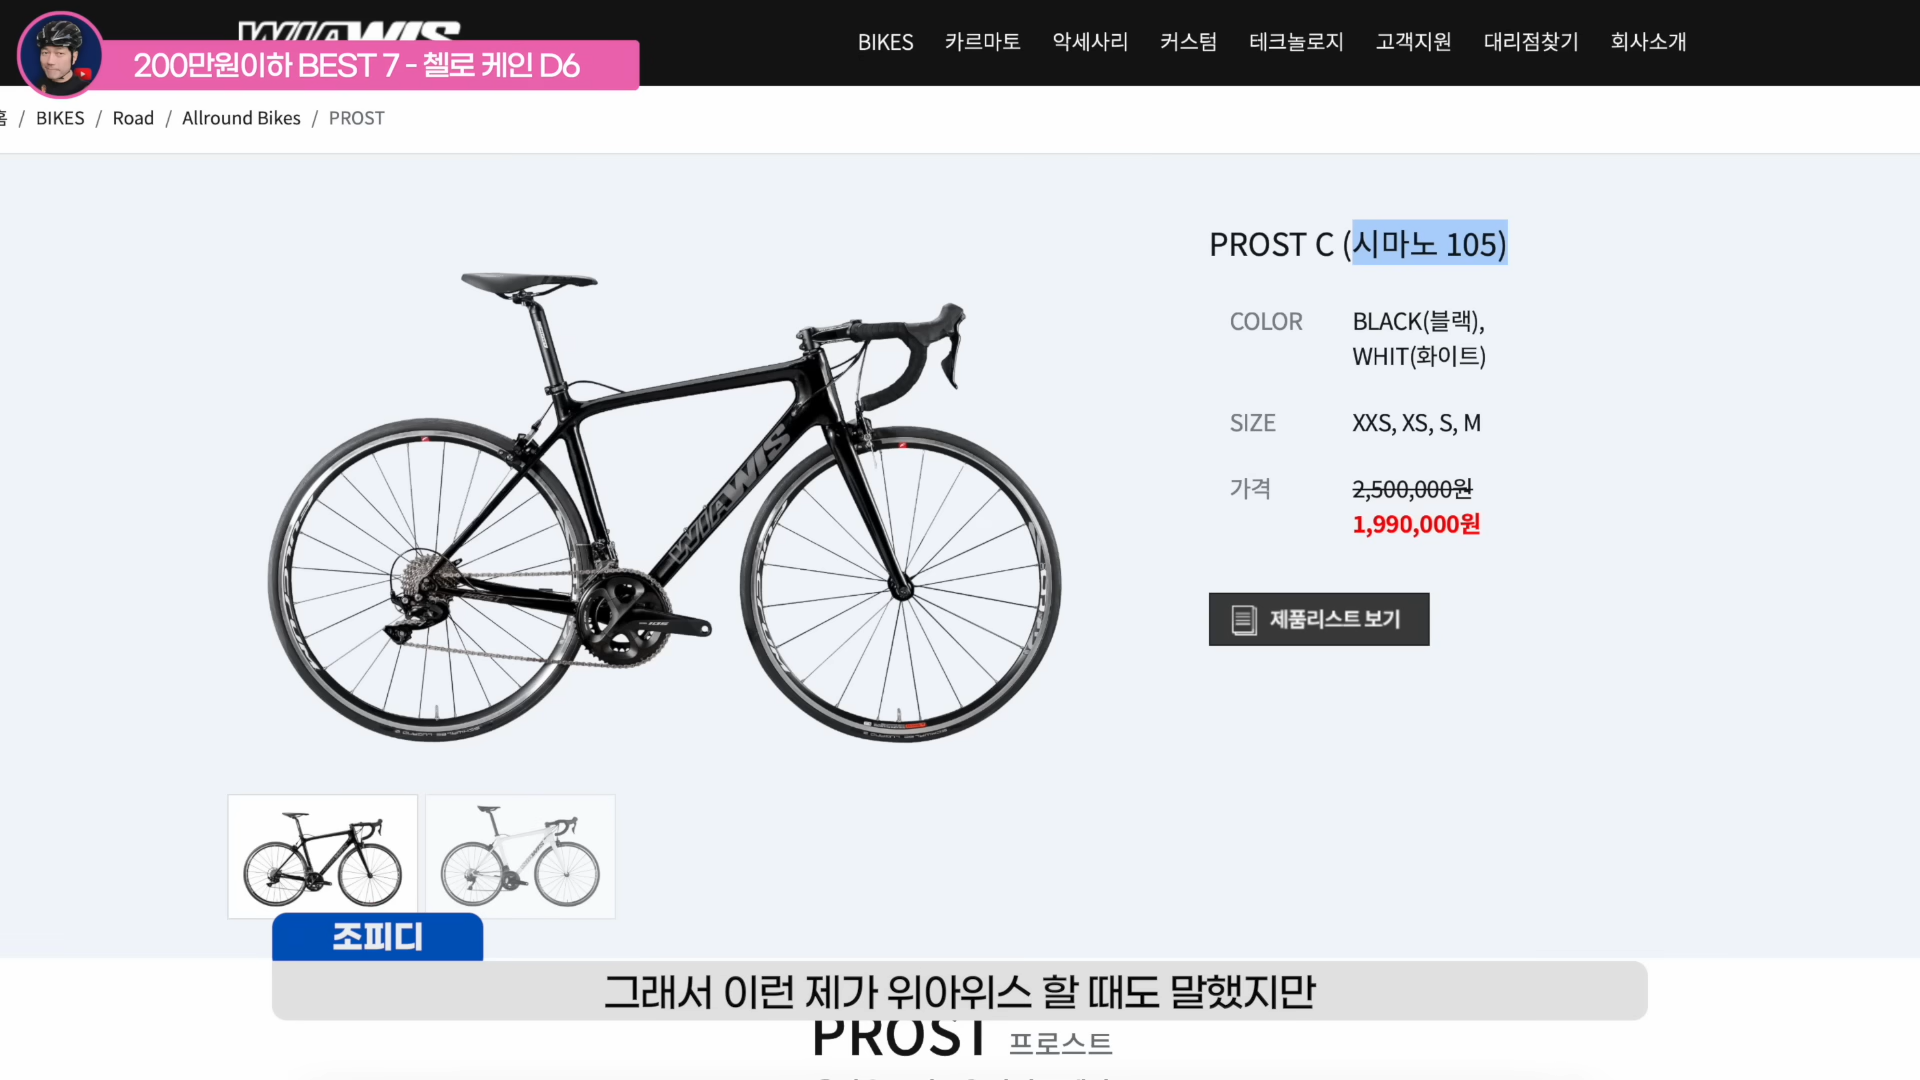 WIAWIS
200만원이하 BEST 7 - 첼로 케인 D6
BIKES 카르마토 악세사리 커스텀 테크놀로지 고객지원 대리점찾기 회사소개
홈 / BIKES / Road / Allround Bikes / PROST
PROST C (시마노 105)
COLOR BLACK(블랙),
WHIT(화이트)
SIZE XXS, XS, S, M
가격 2,500,000원
1,990,000원
제품리스트 보기
WIAWIS
105
조피디
그래서 이런 제가 위아위스 할 때도 말했지만
PROST 프로스트